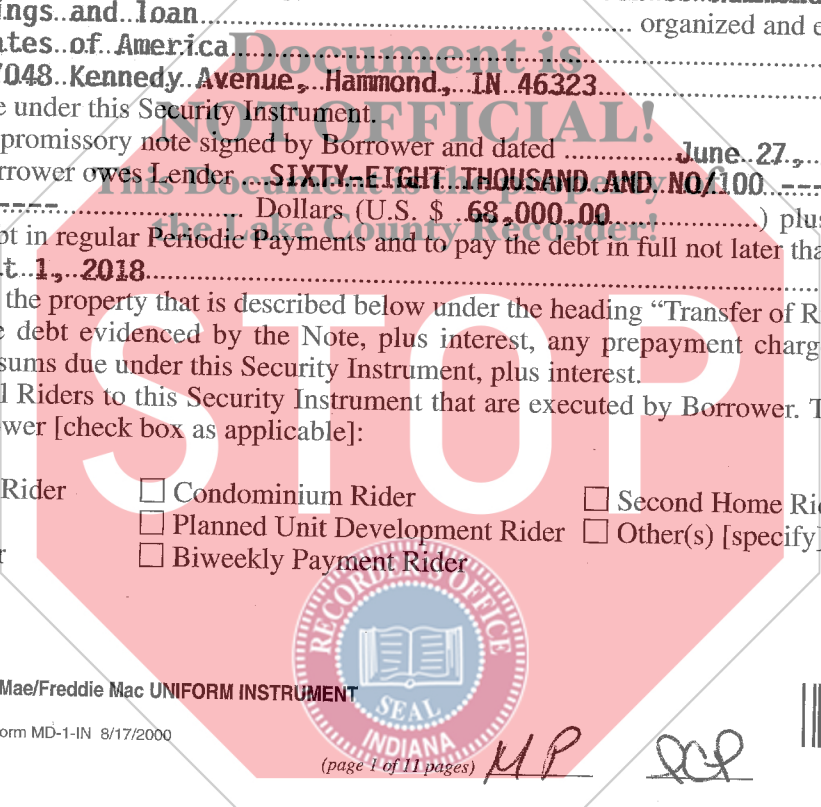 ings and loan organized and e
ates of America
7048 Kennedy Avenue, Hammond, IN 46323
Document is
e under this Security Instrument.
NOT OFFICIAL!
promissory note signed by Borrower and dated June 27,
rrower owes Lender SIXTY-EIGHT THOUSAND AND NO/100 ---
This Document is the property
---- Dollars (U.S. $ 68,000.00 ) plus
the Lake County Recorder!
bt in regular Periodic Payments and to pay the debt in full not later tha
t 1, 2018
the property that is described below under the heading “Transfer of R
e debt evidenced by the Note, plus interest, any prepayment charg
sums due under this Security Instrument, plus interest.
l Riders to this Security Instrument that are executed by Borrower. T
wer [check box as applicable]:
STOP
Rider ☐ Condominium Rider ☐ Second Home Ri
☐ Planned Unit Development Rider ☐ Other(s) [specify]
r ☐ Biweekly Payment Rider
RECORDER'S OFFICE
SEAL
INDIANA
Mae/Freddie Mac UNIFORM INSTRUMENT
orm MD-1-IN 8/17/2000
(page 1 of 11 pages) MP PCP